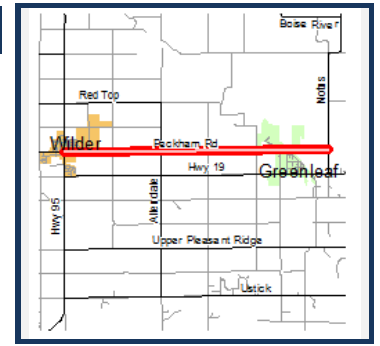 Boise River
Red Top
Notus
Wilder
Peckham Rd
Hwy 19
Greenleaf
Allendale
Hwy 95
Upper Pleasant Ridge
Ustick